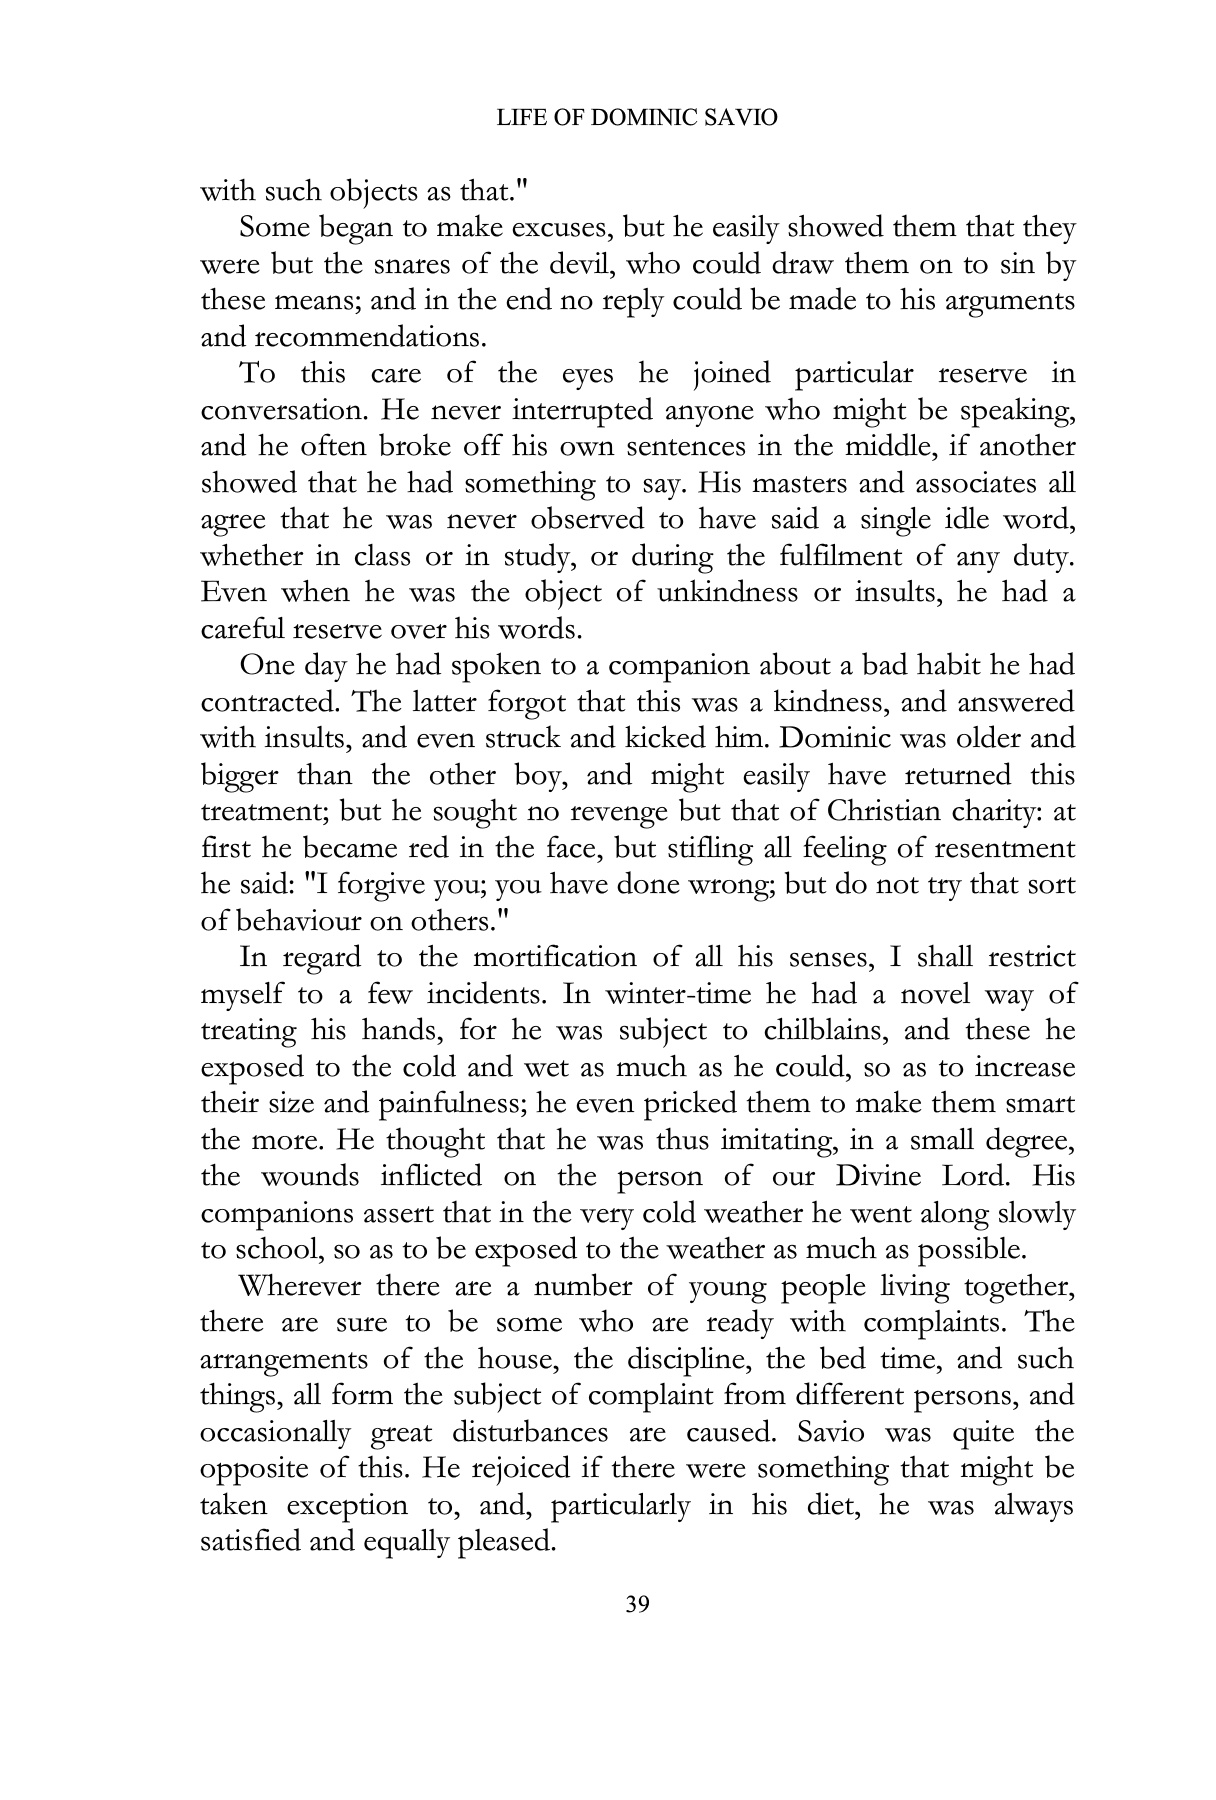 LIFE OF DOMINIC SAVIO
with such objects as that."
Some began to make excuses, but he easily showed them that they
were but the snares of the devil, who could draw them on to sin by
these means; and in the end no reply could be made to his arguments
and recommendations.
To this care of the eyes he joined particular reserve in
conversation. He never interrupted anyone who might be speaking,
and he often broke off his own sentences in the middle, if another
showed that he had something to say. His masters and associates all
agree that he was never observed to have said a single idle word,
whether in class or in study, or during the fulfilment of any duty.
Even when he was the object of unkindness or insults, he had a
careful reserve over his words.
One day he had spoken to a companion about a bad habit he had
contracted. The latter forgot that this was a kindness, and answered
with insults, and even struck and kicked him. Dominic was older and
bigger than the other boy, and might easily have returned this
treatment; but he sought no revenge but that of Christian charity: at
first he became red in the face, but stifling all feeling of resentment
he said: "I forgive you; you have done wrong; but do not try that sort
of behaviour on others."
In regard to the mortification of all his senses, I shall restrict
myself to a few incidents. In winter-time he had a novel way of
treating his hands, for he was subject to chilblains, and these he
exposed to the cold and wet as much as he could, so as to increase
their size and painfulness; he even pricked them to make them smart
the more. He thought that he was thus imitating, in a small degree,
the wounds inflicted on the person of our Divine Lord. His
companions assert that in the very cold weather he went along slowly
to school, so as to be exposed to the weather as much as possible.
Wherever there are a number of young people living together,
there are sure to be some who are ready with complaints. The
arrangements of the house, the discipline, the bed time, and such
things, all form the subject of complaint from different persons, and
occasionally great disturbances are caused. Savio was quite the
opposite of this. He rejoiced if there were something that might be
taken exception to, and, particularly in his diet, he was always
satisfied and equally pleased.
39